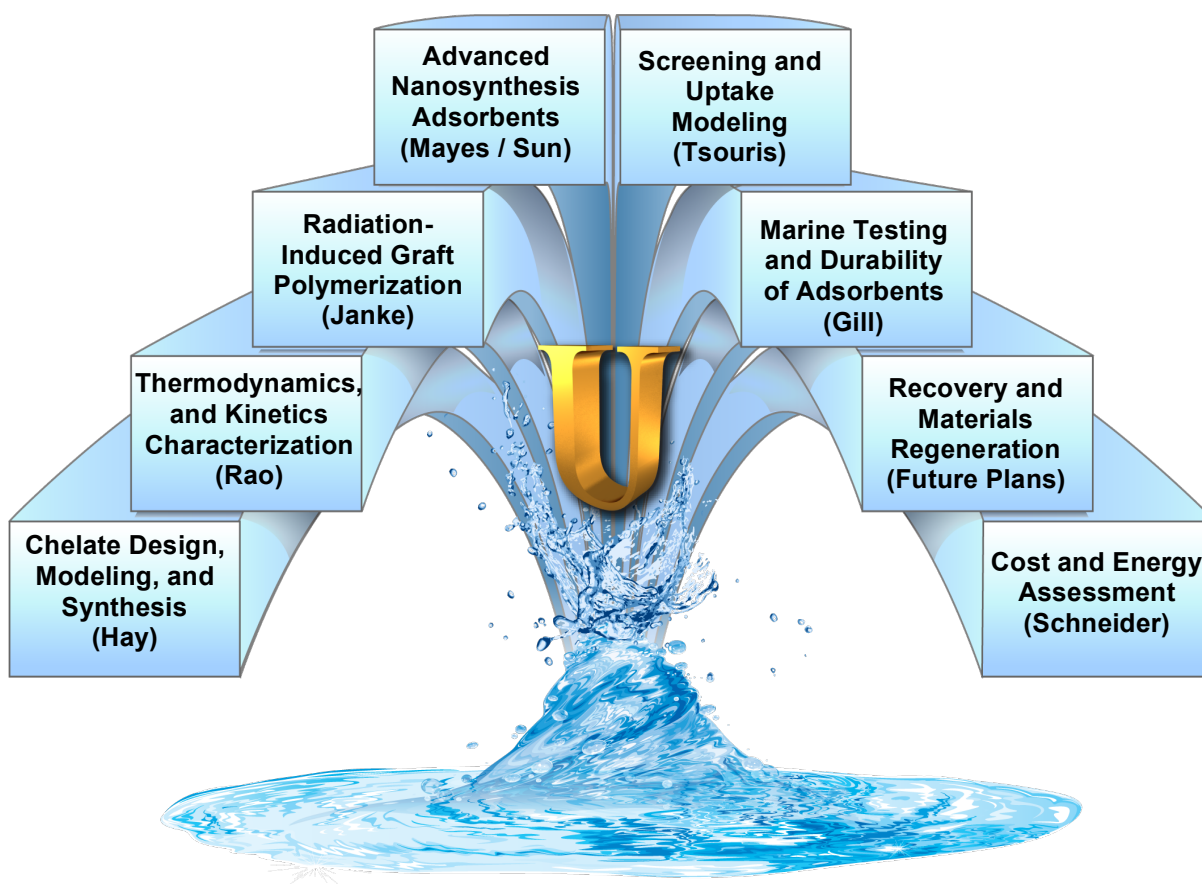 Advanced
Nanosynthesis
Adsorbents
(Mayes / Sun)
Screening and
Uptake
Modeling
(Tsouris)
Radiation-
Induced Graft
Polymerization
(Janke)
Marine Testing
and Durability
of Adsorbents
(Gill)
Thermodynamics,
and Kinetics
Characterization
(Rao)
Recovery and
Materials
Regeneration
(Future Plans)
Chelate Design,
Modeling, and
Synthesis
(Hay)
Cost and Energy
Assessment
(Schneider)
U